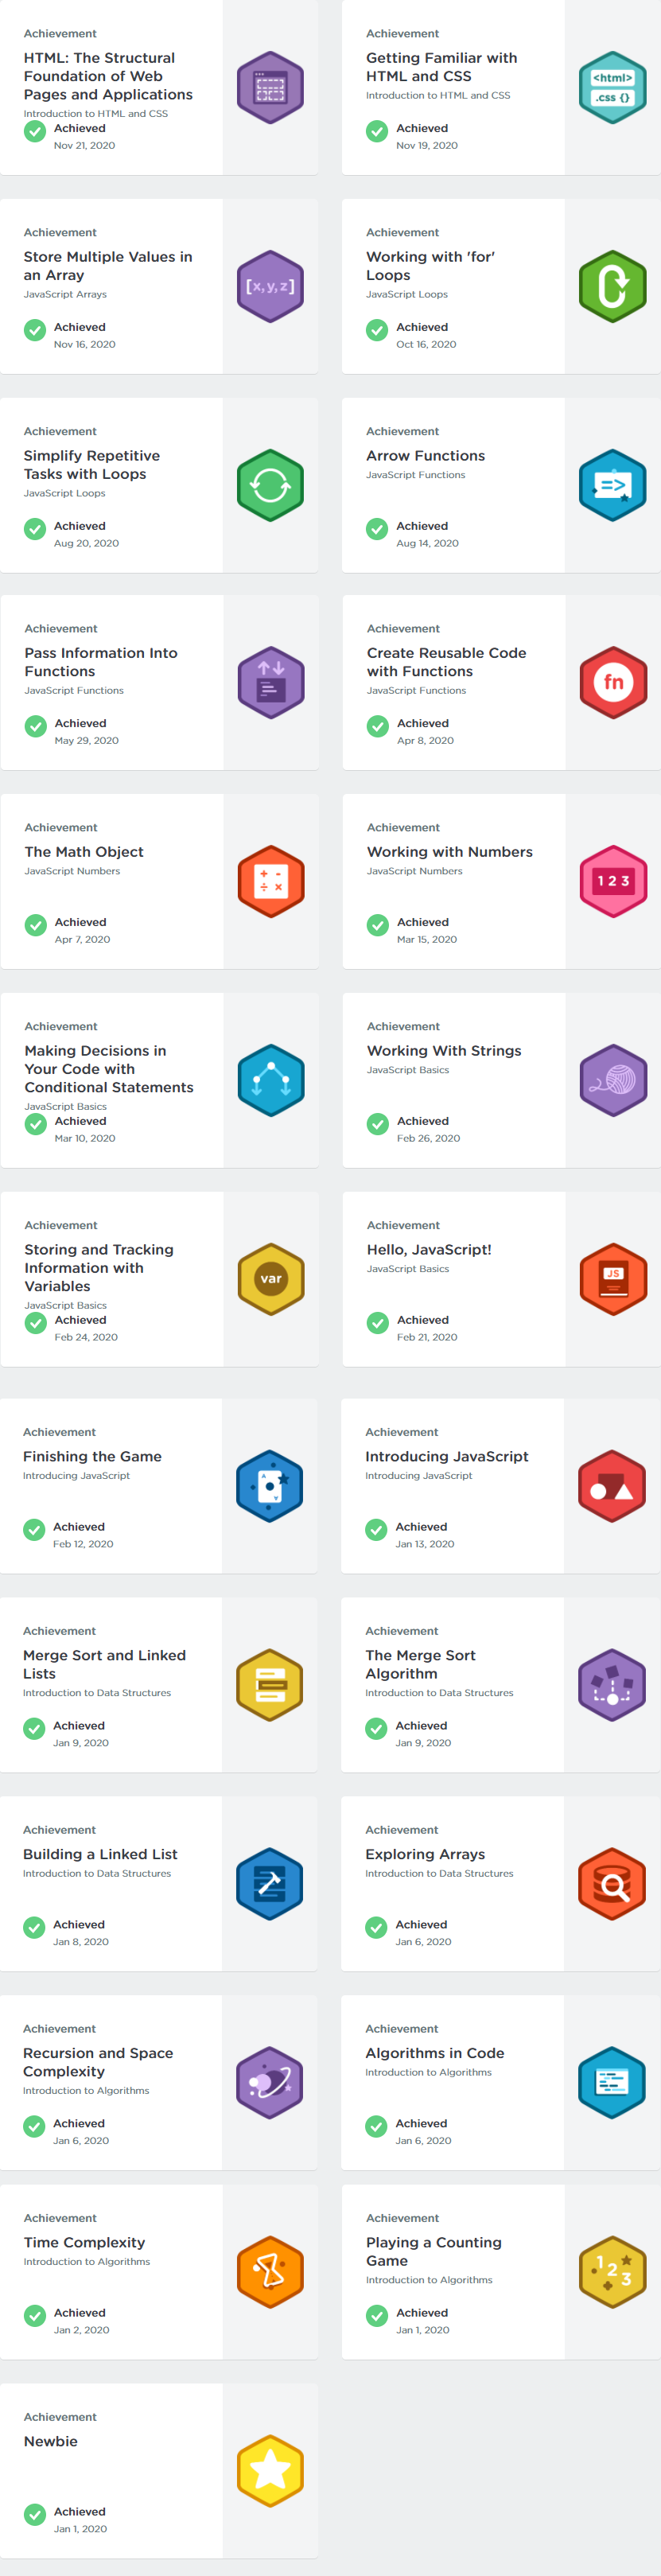 Achievement
HTML: The Structural
Foundation of Web
Pages and Applications
Introduction to HTML and CSS
Achieved
Nov 21, 2020
Achievement
Getting Familiar with
HTML and CSS
Introduction to HTML and CSS
Achieved
Nov 19, 2020
<html>
.css {}
Achievement
Store Multiple Values in
an Array
JavaScript Arrays
Achieved
Nov 16, 2020
[x,y,z]
Achievement
Working with 'for'
Loops
JavaScript Loops
Achieved
Oct 16, 2020
Achievement
Simplify Repetitive
Tasks with Loops
JavaScript Loops
Achieved
Aug 20, 2020
Achievement
Arrow Functions
JavaScript Functions
Achieved
Aug 14, 2020
=>
Achievement
Pass Information Into
Functions
JavaScript Functions
Achieved
May 29, 2020
Achievement
Create Reusable Code
with Functions
JavaScript Functions
Achieved
Apr 8, 2020
fn
Achievement
The Math Object
JavaScript Numbers
Achieved
Apr 7, 2020
+ -
÷ ×
Achievement
Working with Numbers
JavaScript Numbers
Achieved
Mar 15, 2020
1 2 3
Achievement
Making Decisions in
Your Code with
Conditional Statements
JavaScript Basics
Achieved
Mar 10, 2020
Achievement
Working With Strings
JavaScript Basics
Achieved
Feb 26, 2020
Achievement
Storing and Tracking
Information with
Variables
JavaScript Basics
Achieved
Feb 24, 2020
var
Achievement
Hello, JavaScript!
JavaScript Basics
Achieved
Feb 21, 2020
JS
Achievement
Finishing the Game
Introducing JavaScript
Achieved
Feb 12, 2020
A
Achievement
Introducing JavaScript
Introducing JavaScript
Achieved
Jan 13, 2020
Achievement
Merge Sort and Linked
Lists
Introduction to Data Structures
Achieved
Jan 9, 2020
Achievement
The Merge Sort
Algorithm
Introduction to Data Structures
Achieved
Jan 9, 2020
Achievement
Building a Linked List
Introduction to Data Structures
Achieved
Jan 8, 2020
Achievement
Exploring Arrays
Introduction to Data Structures
Achieved
Jan 6, 2020
Achievement
Recursion and Space
Complexity
Introduction to Algorithms
Achieved
Jan 6, 2020
Achievement
Algorithms in Code
Introduction to Algorithms
Achieved
Jan 6, 2020
Achievement
Time Complexity
Introduction to Algorithms
Achieved
Jan 2, 2020
Achievement
Playing a Counting
Game
Introduction to Algorithms
Achieved
Jan 1, 2020
1
2
3
Achievement
Newbie
Achieved
Jan 1, 2020